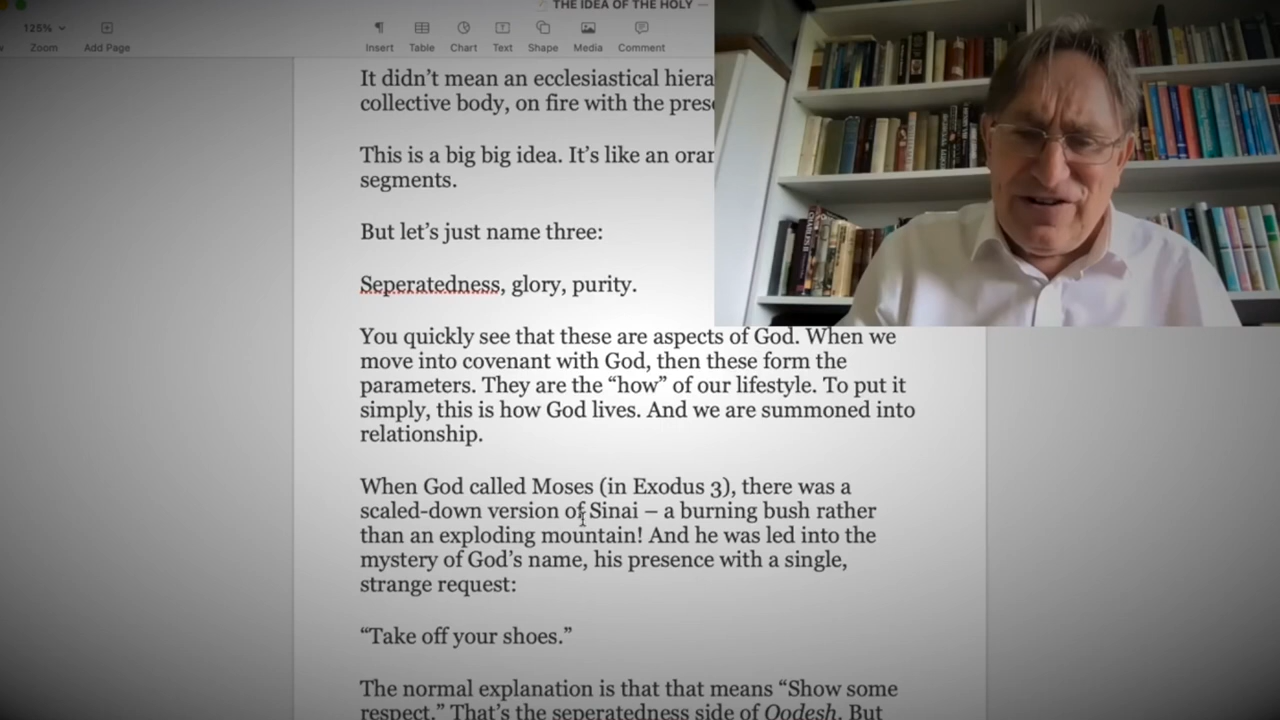 THE IDEA OF THE HOLY —
125%
Zoom
Add Page
Insert
Table
Chart
Text
Shape
Media
Comment
It didn’t mean an ecclesiastical hiera
collective body, on fire with the prese
This is a big big idea. It’s like an oran
segments.
But let’s just name three:
Seperatedness, glory, purity.
You quickly see that these are aspects of God. When we
move into covenant with God, then these form the
parameters. They are the “how” of our lifestyle. To put it
simply, this is how God lives. And we are summoned into
relationship.
When God called Moses (in Exodus 3), there was a
scaled-down version of Sinai – a burning bush rather
than an exploding mountain! And he was led into the
mystery of God’s name, his presence with a single,
strange request:
“Take off your shoes.”
The normal explanation is that that means “Show some
respect.” That’s the seperatedness side of Qodesh. But